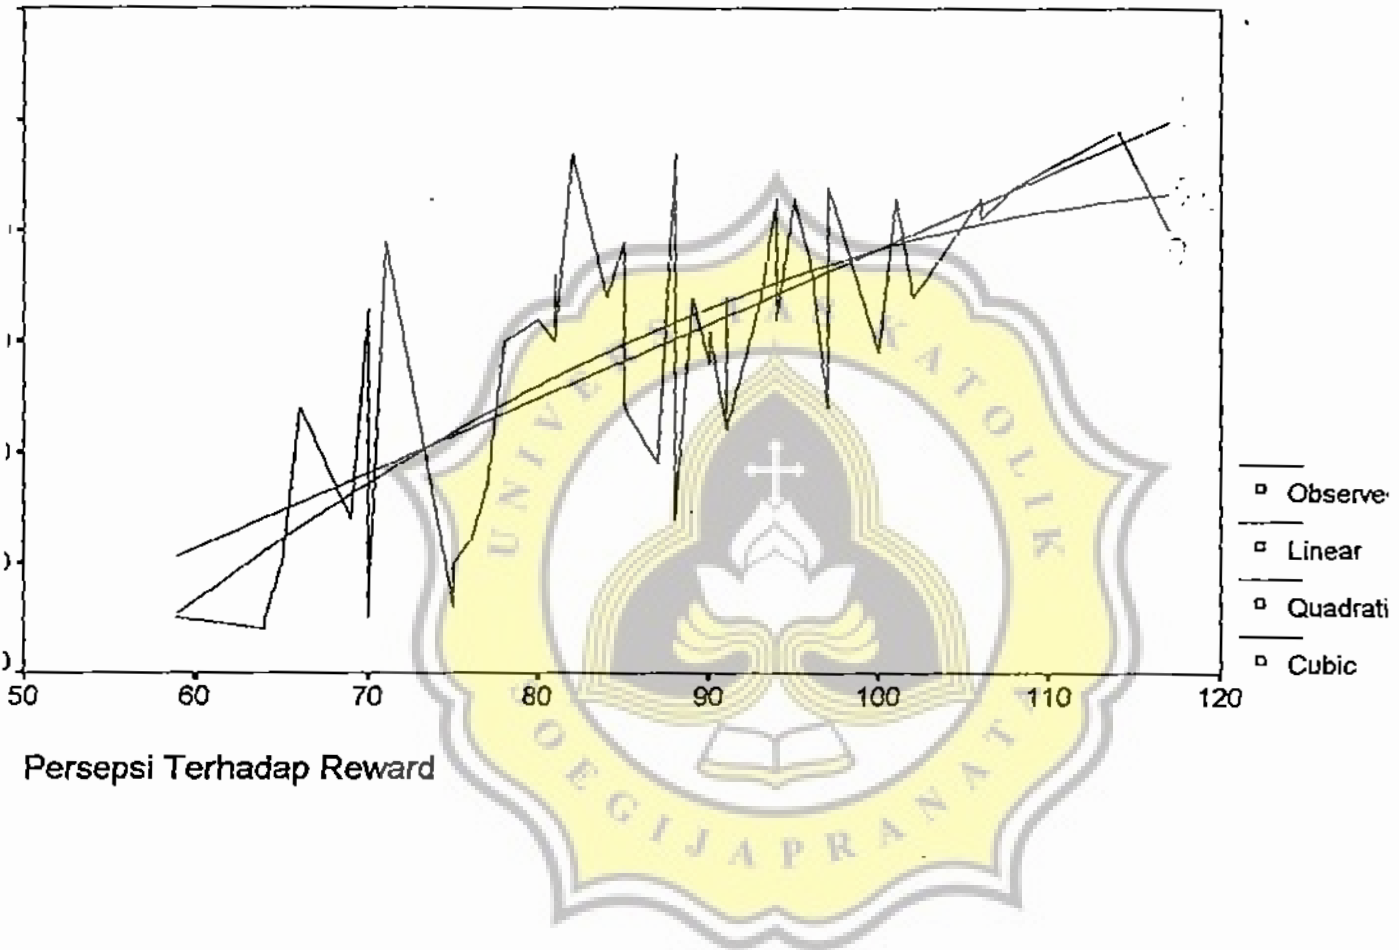 50 60 70 80 90 100 110 120
Persepsi Terhadap Reward
Observe
Linear
Quadrati
Cubic
UNIVERSITAS KATOLIK
SOEGIJAPRANATA